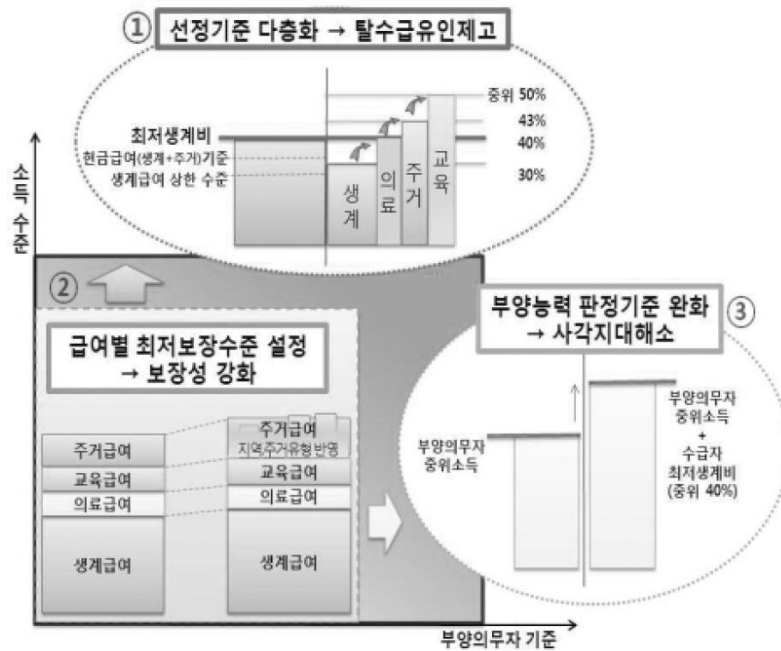 ① 선정기준 다층화 → 탈수급유인제고
중위 50%
43%
40%
30%
최저생계비
현금급여(생계+주거)기준
생계급여 상한 수준
생계
의료
주거
교육
소득 수준
②
급여별 최저보장수준 설정
→ 보장성 강화
주거급여
교육급여
의료급여
생계급여
주거급여
지역,주거유형 반영
교육급여
의료급여
생계급여
부양능력 판정기준 완화
→ 사각지대해소
③
부양의무자
중위소득
부양의무자
중위소득
+
수급자
최저생계비
(중위 40%)
부양의무자 기준